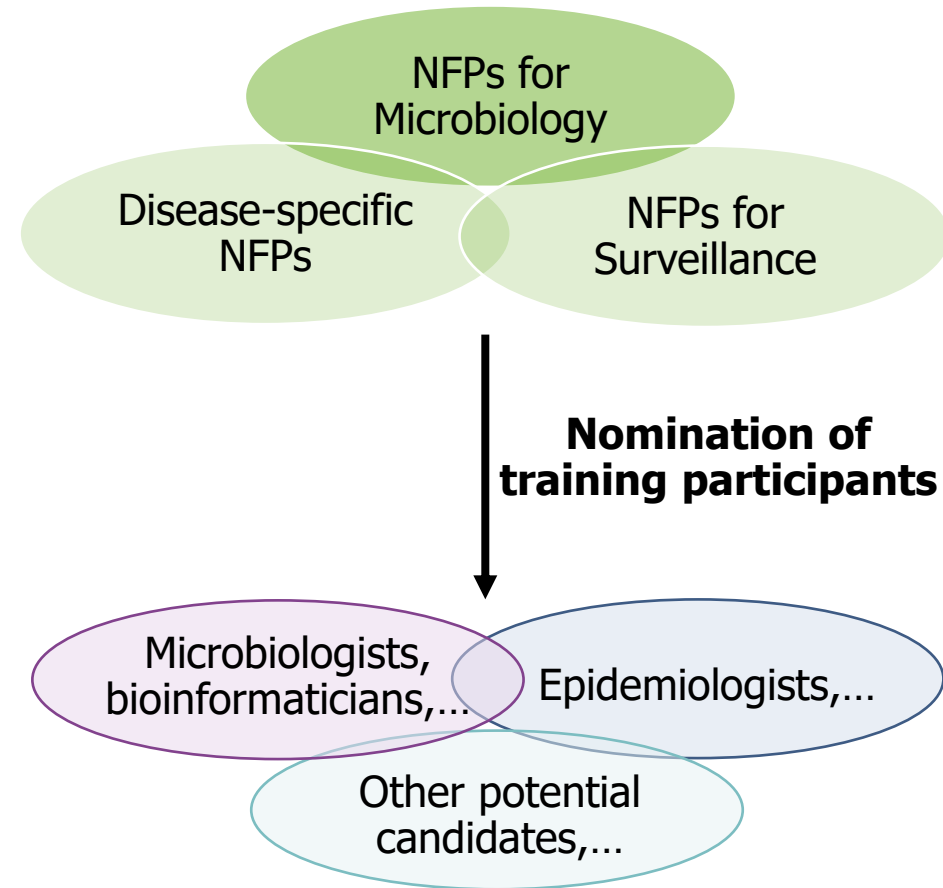 NFPs for
Microbiology
Disease-specific
NFPs
NFPs for
Surveillance
Nomination of
training participants
Microbiologists,
bioinformaticians,...
Epidemiologists,...
Other potential
candidates,...